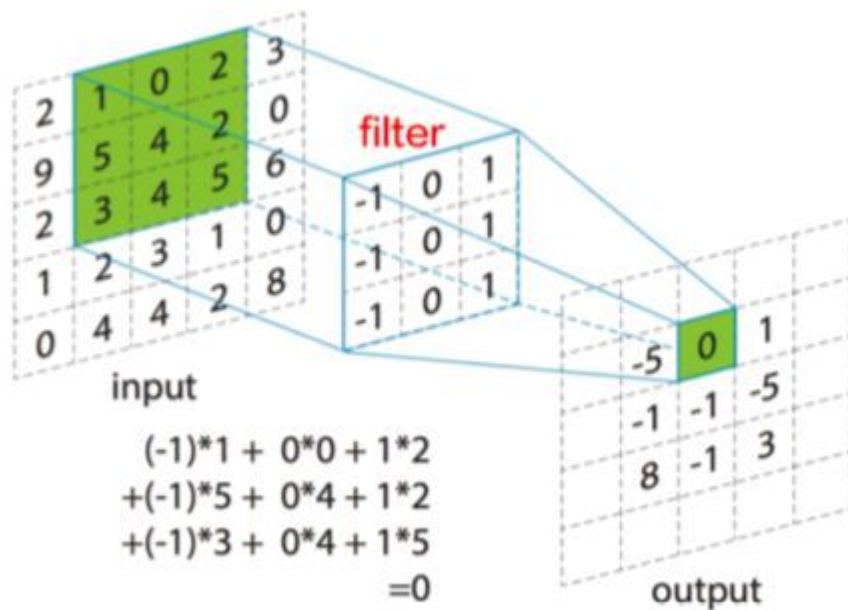 2 1 0 2 3
9 5 4 2 0
2 3 4 5 6
1 2 3 1 0
0 4 4 2 8
input
filter
-1 0 1
-1 0 1
-1 0 1
-5 0 1
-1 -1 -5
8 -1 3
output
(-1)*1 + 0*0 + 1*2
+(-1)*5 + 0*4 + 1*2
+(-1)*3 + 0*4 + 1*5
=0